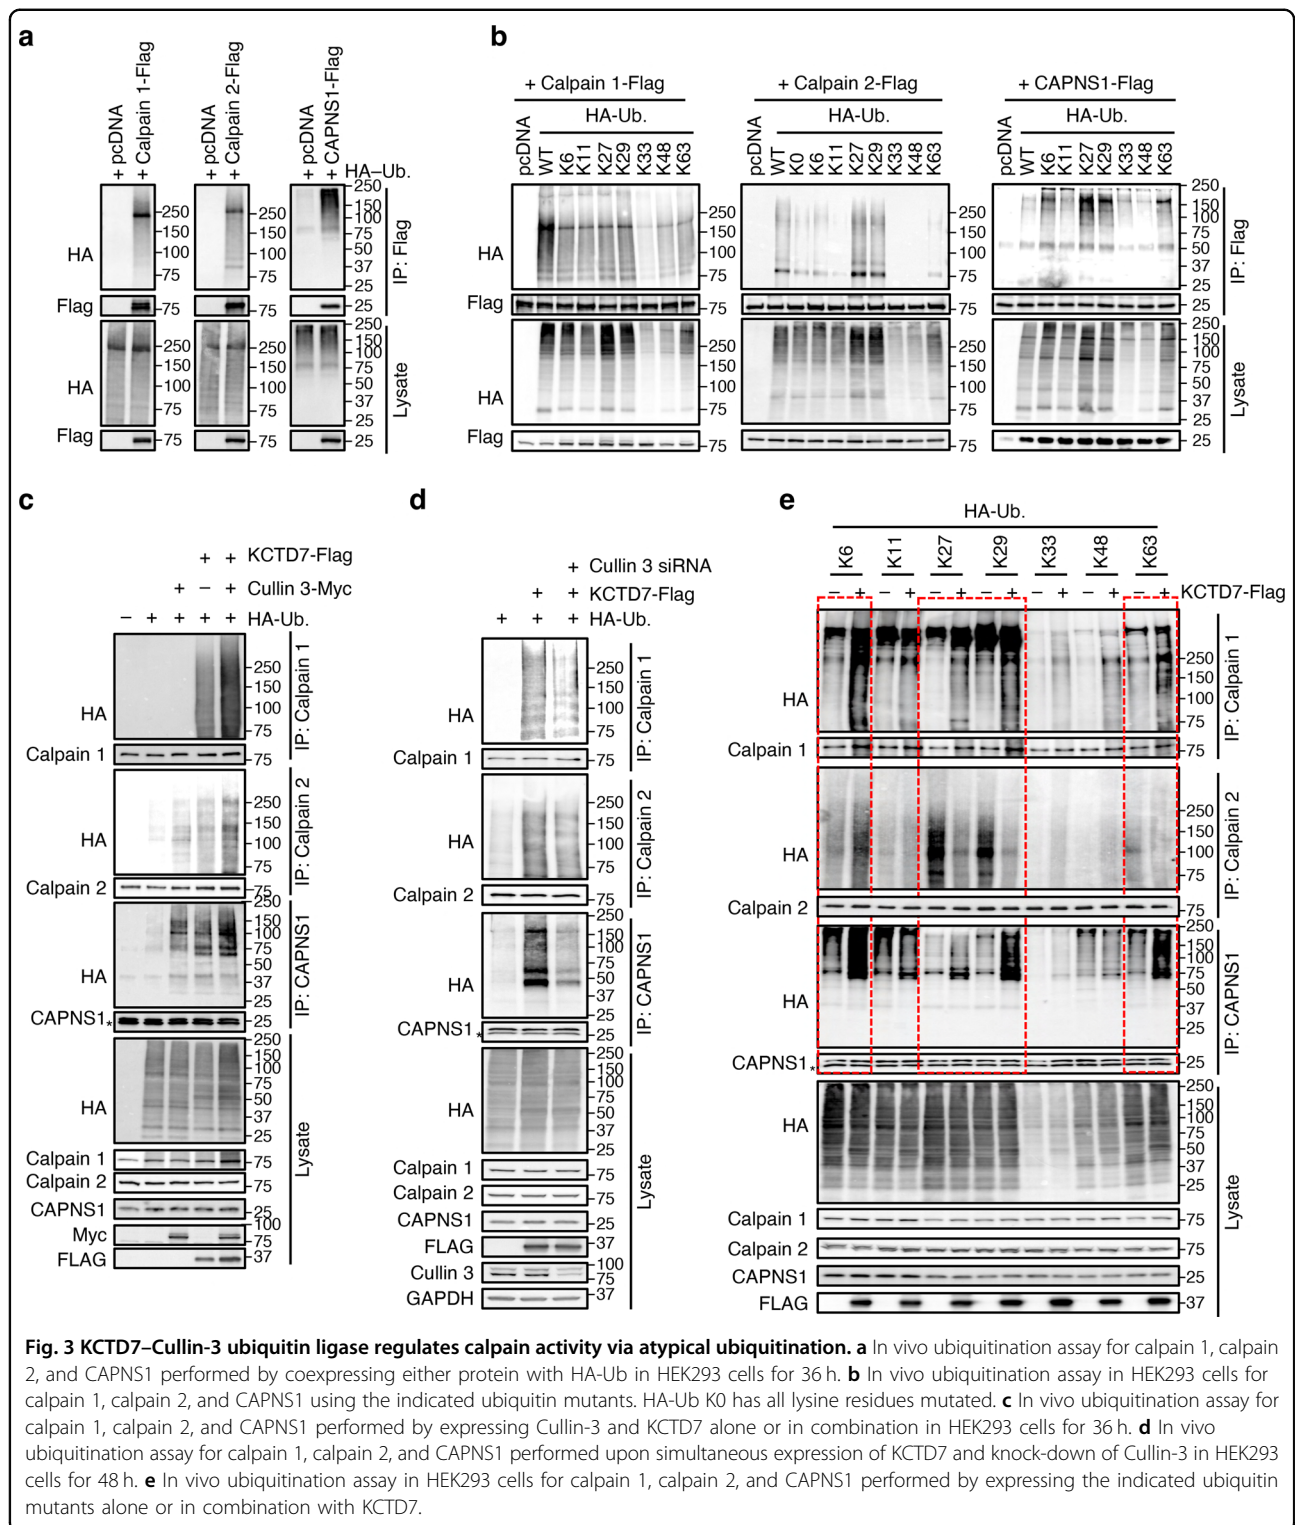 a
+ pcDNA
+ Calpain 1-Flag
+ pcDNA
+ Calpain 2-Flag
+ pcDNA
+ CAPNS1-Flag
HA–Ub.
HA
250
150
100
75
250
150
100
75
250
150
100
75
50
37
25
IP: Flag
Flag
75
75
25
HA
250
150
100
75
250
150
100
75
250
150
100
75
50
37
25
Lysate
Flag
75
75
25
b
+ Calpain 1-Flag
HA-Ub.
pcDNA
WT
K6
K11
K27
K29
K33
K48
K63
+ Calpain 2-Flag
HA-Ub.
pcDNA
WT
K0
K6
K11
K27
K29
K33
K48
K63
+ CAPNS1-Flag
HA-Ub.
pcDNA
WT
K6
K11
K27
K29
K33
K48
K63
HA
250
150
100
75
250
150
100
75
250
150
100
75
50
37
25
IP: Flag
Flag
75
75
25
HA
250
150
100
75
250
150
100
75
250
150
100
75
50
37
25
Lysate
Flag
75
75
25
c
+ + KCTD7-Flag
+ – + Cullin 3-Myc
– + + + + HA-Ub.
HA
250
150
100
75
IP: Calpain 1
Calpain 1
75
HA
250
150
100
75
IP: Calpain 2
Calpain 2
75
HA
250
150
100
75
50
37
25
IP: CAPNS1
CAPNS1*
25
HA
250
150
100
75
50
37
25
Lysate
Calpain 1
75
Calpain 2
75
CAPNS1
25
Myc
100
75
FLAG
37
d
+ Cullin 3 siRNA
+ + KCTD7-Flag
+ + + HA-Ub.
HA
250
150
100
75
IP: Calpain 1
Calpain 1
75
HA
250
150
100
75
IP: Calpain 2
Calpain 2
75
HA
250
150
100
75
50
37
25
IP: CAPNS1
CAPNS1*
25
HA
250
150
100
75
50
37
25
Lysate
Calpain 1
75
Calpain 2
75
CAPNS1
25
FLAG
37
Cullin 3
100
75
GAPDH
37
e
HA-Ub.
K6
K11
K27
K29
K33
K48
K63
– + – + – + – + – + – + – + KCTD7-Flag
HA
250
150
100
75
IP: Calpain 1
Calpain 1
75
HA
250
150
100
75
IP: Calpain 2
Calpain 2
75
HA
250
150
100
75
50
37
25
IP: CAPNS1
CAPNS1*
25
HA
250
150
100
75
50
37
25
Lysate
Calpain 1
75
Calpain 2
75
CAPNS1
25
FLAG
37
Fig. 3 KCTD7–Cullin-3 ubiquitin ligase regulates calpain activity via atypical ubiquitination. a In vivo ubiquitination assay for calpain 1, calpain
2, and CAPNS1 performed by coexpressing either protein with HA-Ub in HEK293 cells for 36 h. b In vivo ubiquitination assay in HEK293 cells for
calpain 1, calpain 2, and CAPNS1 using the indicated ubiquitin mutants. HA-Ub K0 has all lysine residues mutated. c In vivo ubiquitination assay for
calpain 1, calpain 2, and CAPNS1 performed by expressing Cullin-3 and KCTD7 alone or in combination in HEK293 cells for 36 h. d In vivo
ubiquitination assay for calpain 1, calpain 2, and CAPNS1 performed upon simultaneous expression of KCTD7 and knock-down of Cullin-3 in HEK293
cells for 48 h. e In vivo ubiquitination assay in HEK293 cells for calpain 1, calpain 2, and CAPNS1 performed by expressing the indicated ubiquitin
mutants alone or in combination with KCTD7.